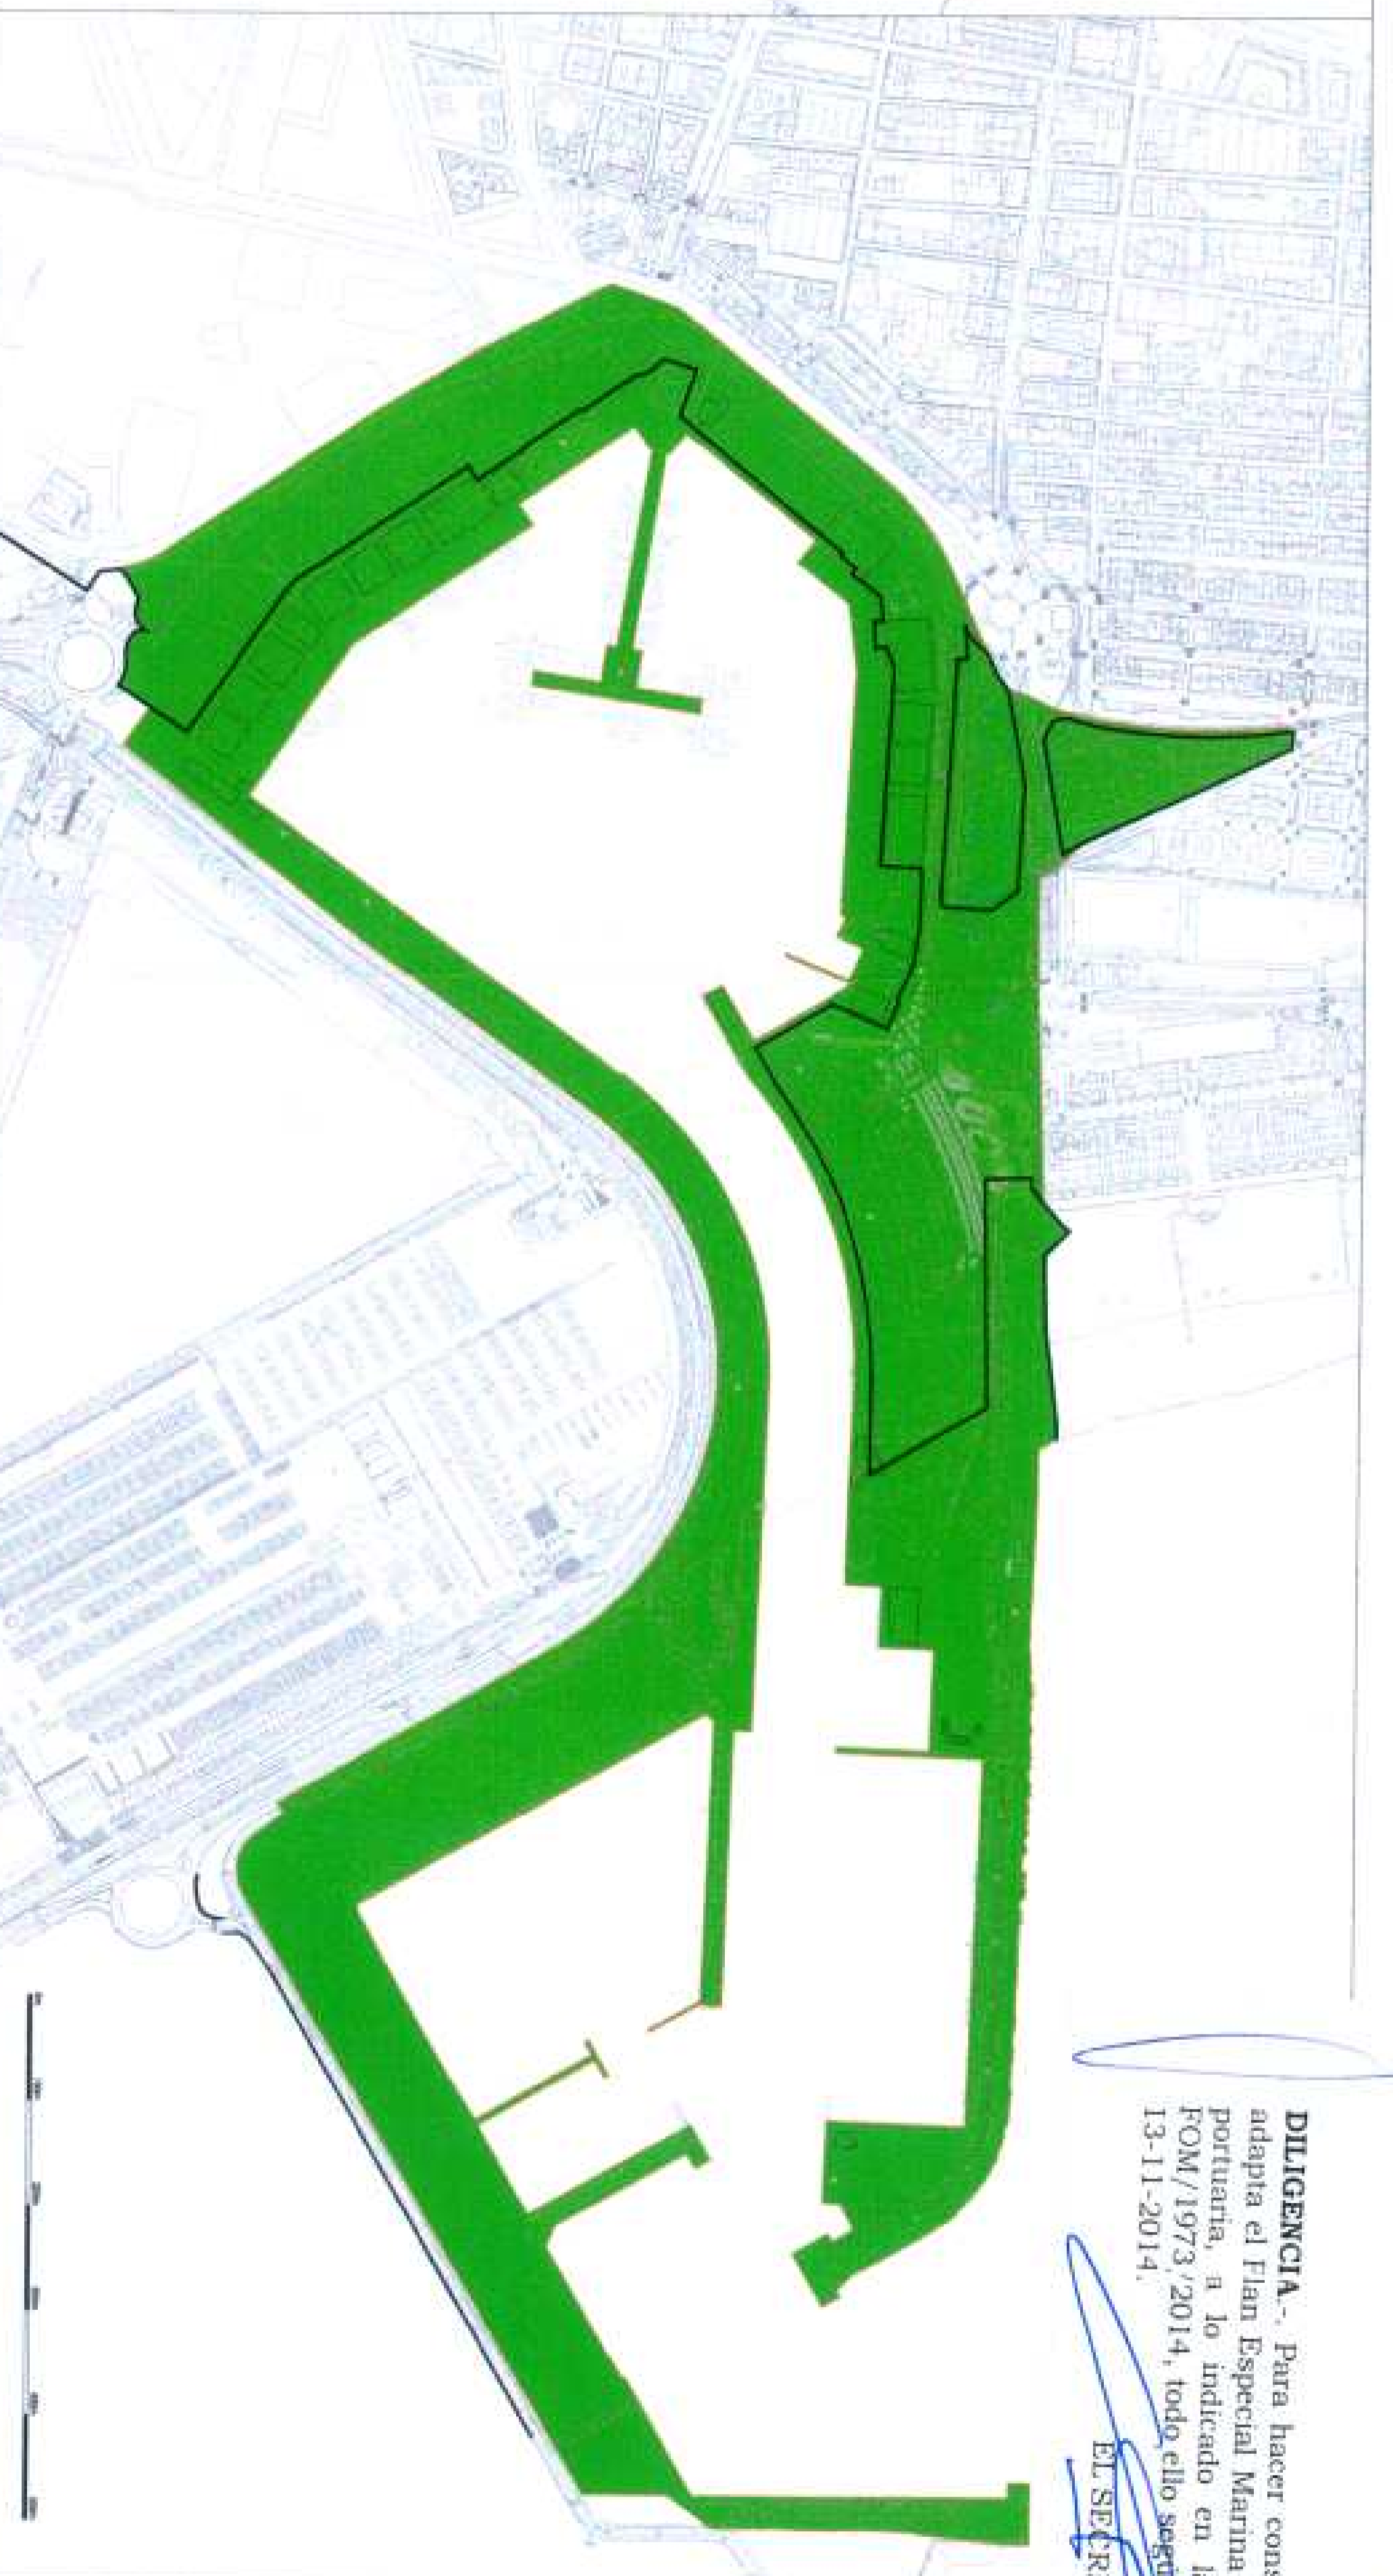 DILIGENCIA.-. Para hacer cons
adapta el Plan Especial Marina
portuaria, a lo indicado en l
FOM/1973/2014, todo ello segú
13-11-2014.
EL SECR